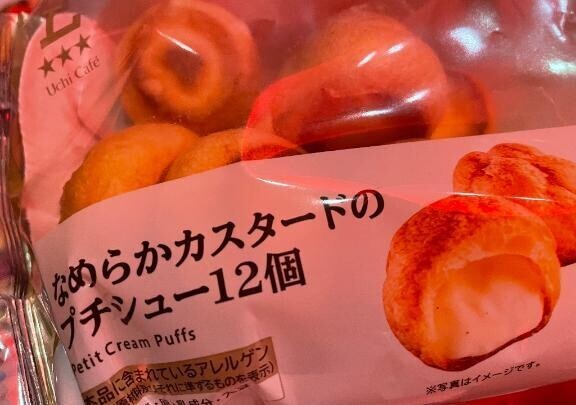 Uchi Café
なめらかカスタードの
プチシュー12個
Petit Cream Puffs
本品に含まれているアレルゲン
※写真はイメージです。